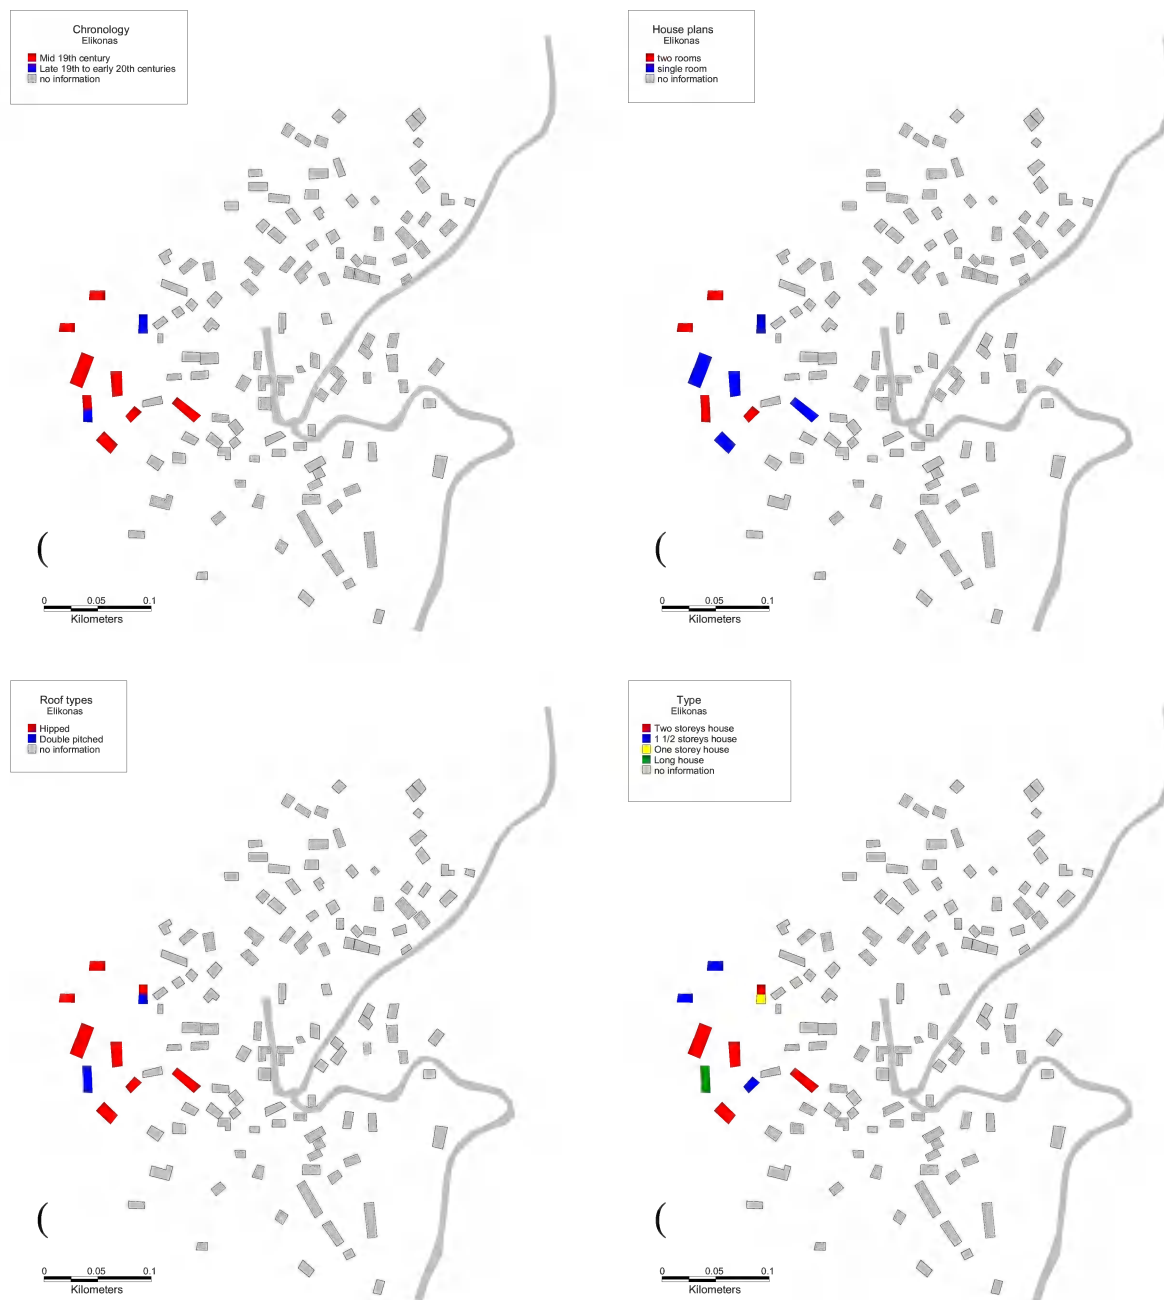 Chronology
Elikonas
Mid 19th century
Late 19th to early 20th centuries
no information
0 0.05 0.1
Kilometers
House plans
Elikonas
two rooms
single room
no information
0 0.05 0.1
Kilometers
Roof types
Elikonas
Hipped
Double pitched
no information
0 0.05 0.1
Kilometers
Type
Elikonas
Two storeys house
1 1/2 storeys house
One storey house
Long house
no information
0 0.05 0.1
Kilometers